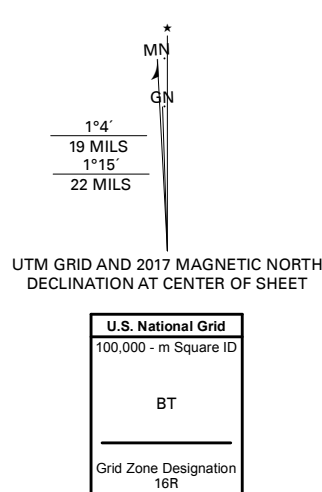 ★
MN
GN
1°4´
19 MILS
1°15´
22 MILS
UTM GRID AND 2017 MAGNETIC NORTH
DECLINATION AT CENTER OF SHEET
U.S. National Grid
100,000 - m Square ID
BT
Grid Zone Designation
16R